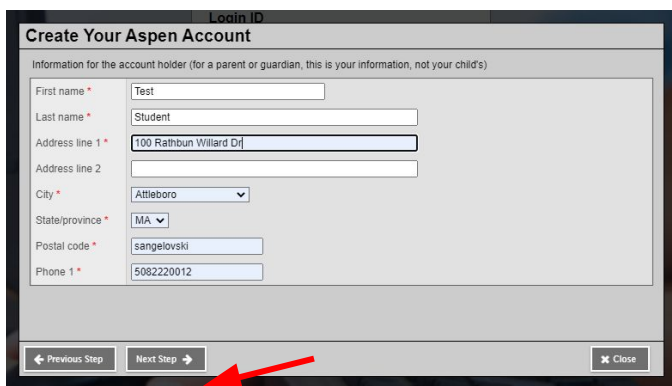 Login ID
Create Your Aspen Account
Information for the account holder (for a parent or guardian, this is your information, not your child's)
First name * Test
Last name * Student
Address line 1 * 100 Rathbun Willard Dr
Address line 2
City * Attleboro
State/province * MA
Postal code * sangelovski
Phone 1 * 5082220012
Previous Step Next Step Close